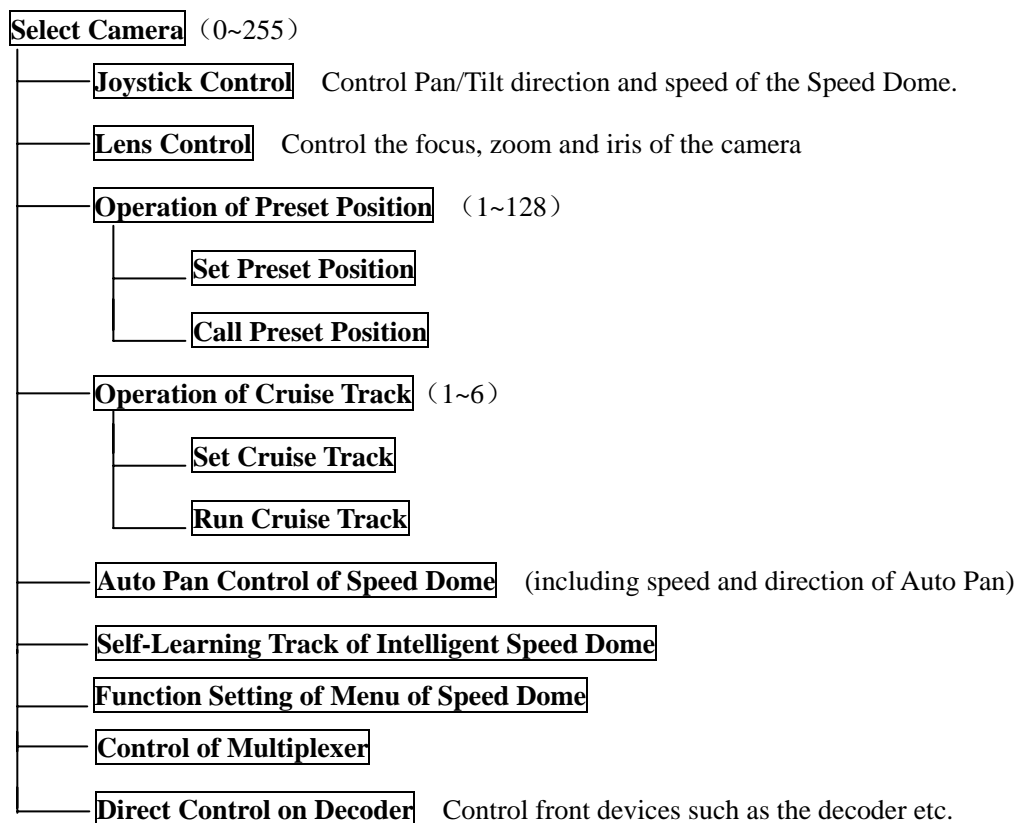 Select Camera（0~255）
Joystick Control Control Pan/Tilt direction and speed of the Speed Dome.
Lens Control Control the focus, zoom and iris of the camera
Operation of Preset Position （1~128）
Set Preset Position
Call Preset Position
Operation of Cruise Track（1~6）
Set Cruise Track
Run Cruise Track
Auto Pan Control of Speed Dome (including speed and direction of Auto Pan)
Self-Learning Track of Intelligent Speed Dome
Function Setting of Menu of Speed Dome
Control of Multiplexer
Direct Control on Decoder Control front devices such as the decoder etc.